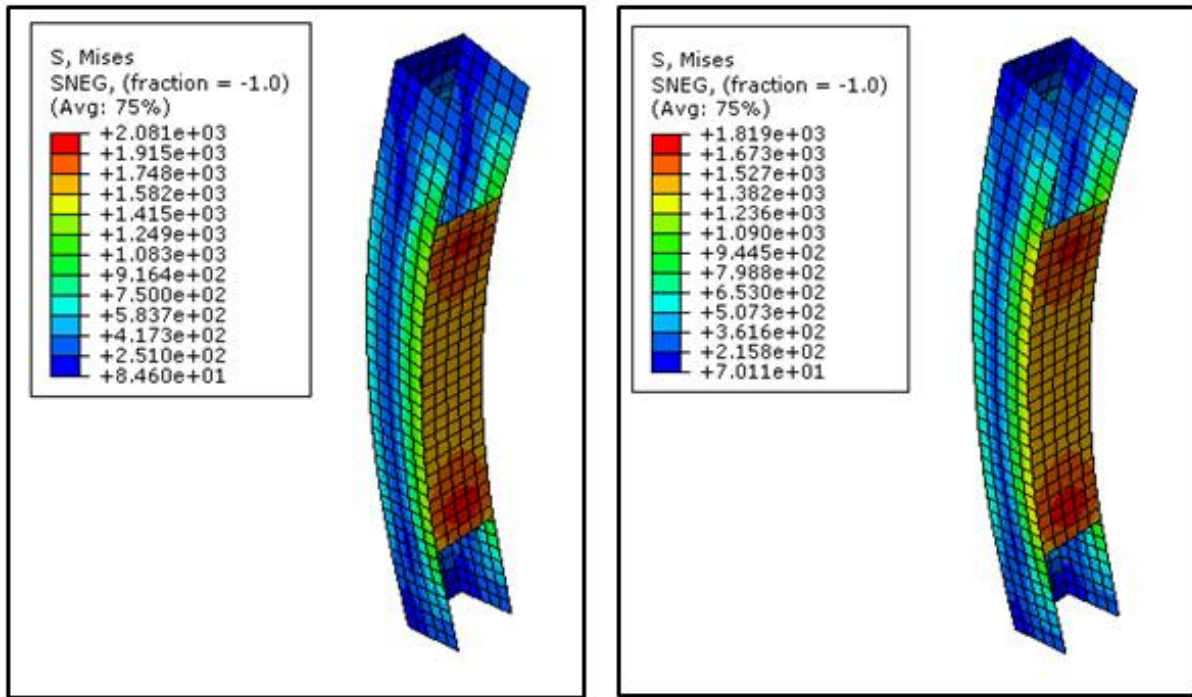 S, Mises
SNEG, (fraction = -1.0)
(Avg: 75%)
+2.081e+03
+1.915e+03
+1.748e+03
+1.582e+03
+1.415e+03
+1.249e+03
+1.083e+03
+9.164e+02
+7.500e+02
+5.837e+02
+4.173e+02
+2.510e+02
+8.460e+01
S, Mises
SNEG, (fraction = -1.0)
(Avg: 75%)
+1.819e+03
+1.673e+03
+1.527e+03
+1.382e+03
+1.236e+03
+1.090e+03
+9.445e+02
+7.988e+02
+6.530e+02
+5.073e+02
+3.616e+02
+2.158e+02
+7.011e+01